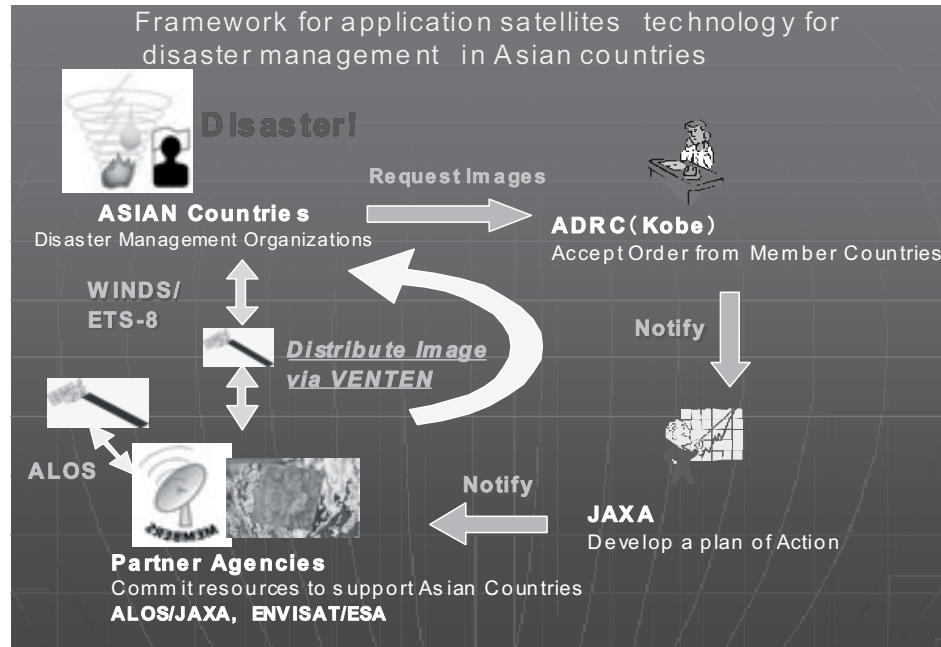 Framework for application satellites technology for
disaster management in Asian countries
Disaster!
Request Images
ASIAN Countries
Disaster Management Organizations
ADRC(Kobe)
Accept Order from Member Countries
WINDS/
ETS-8
Notify
Distribute Image
via VENTEN
ALOS
Notify
MEMBERS
JAXA
Develop a plan of Action
Partner Agencies
Commit resources to support Asian Countries
ALOS/JAXA, ENVISAT/ESA